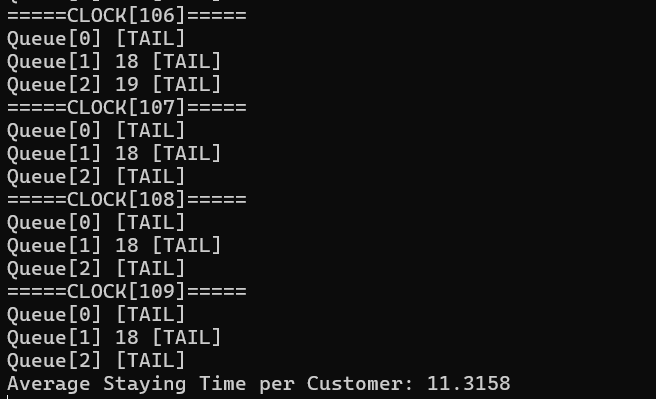 =====CLOCK[106]=====
Queue[0] [TAIL]
Queue[1] 18 [TAIL]
Queue[2] 19 [TAIL]
=====CLOCK[107]=====
Queue[0] [TAIL]
Queue[1] 18 [TAIL]
Queue[2] [TAIL]
=====CLOCK[108]=====
Queue[0] [TAIL]
Queue[1] 18 [TAIL]
Queue[2] [TAIL]
=====CLOCK[109]=====
Queue[0] [TAIL]
Queue[1] 18 [TAIL]
Queue[2] [TAIL]
Average Staying Time per Customer: 11.3158